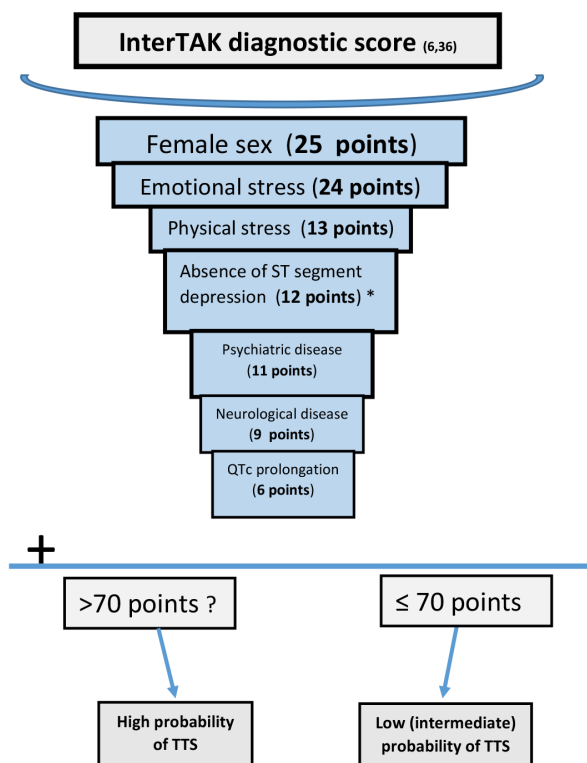 InterTAK diagnostic score (6,36)
Female sex (25 points)
Emotional stress (24 points)
Physical stress (13 points)
Absence of ST segment
depression (12 points) *
Psychiatric disease
(11 points)
Neurological disease
(9 points)
QTc prolongation
(6 points)
+
>70 points ?
≤ 70 points
High probability
of TTS
Low (intermediate)
probability of TTS